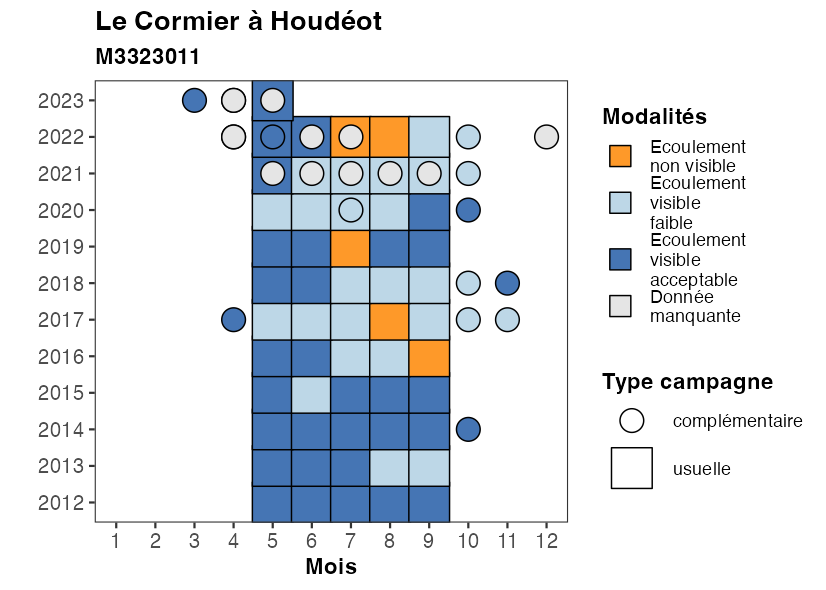 Le Cormier à Houdéot
M3323011
2023
2022
2021
2020
2019
2018
2017
2016
2015
2014
2013
2012
1 2 3 4 5 6 7 8 9 10 11 12
Mois
Modalités
Ecoulement
non visible
Ecoulement
visible
faible
Ecoulement
visible
acceptable
Donnée
manquante
Type campagne
complémentaire
usuelle